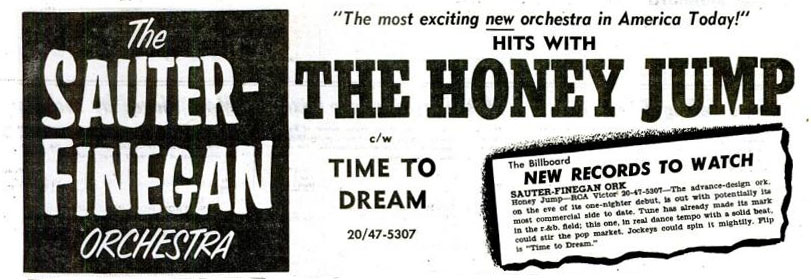 The
SAUTER-
FINEGAN
ORCHESTRA
"The most exciting new orchestra in America Today!"
HITS WITH
THE HONEY JUMP
c/w
TIME TO
DREAM
20/47-5307
The Billboard
NEW RECORDS TO WATCH
SAUTER-FINEGAN ORK
Honey Jump—RCA Victor 20-47-5307—The advance-design ork.
on the eve of its one-nighter debut, is out with potentially its
most commercial side to date. Tune has already made its mark
in the r.&b. field; this one, in real dance tempo with a solid beat,
could stir the pop market. Jockeys could spin it mightily. Flip
is "Time to Dream."